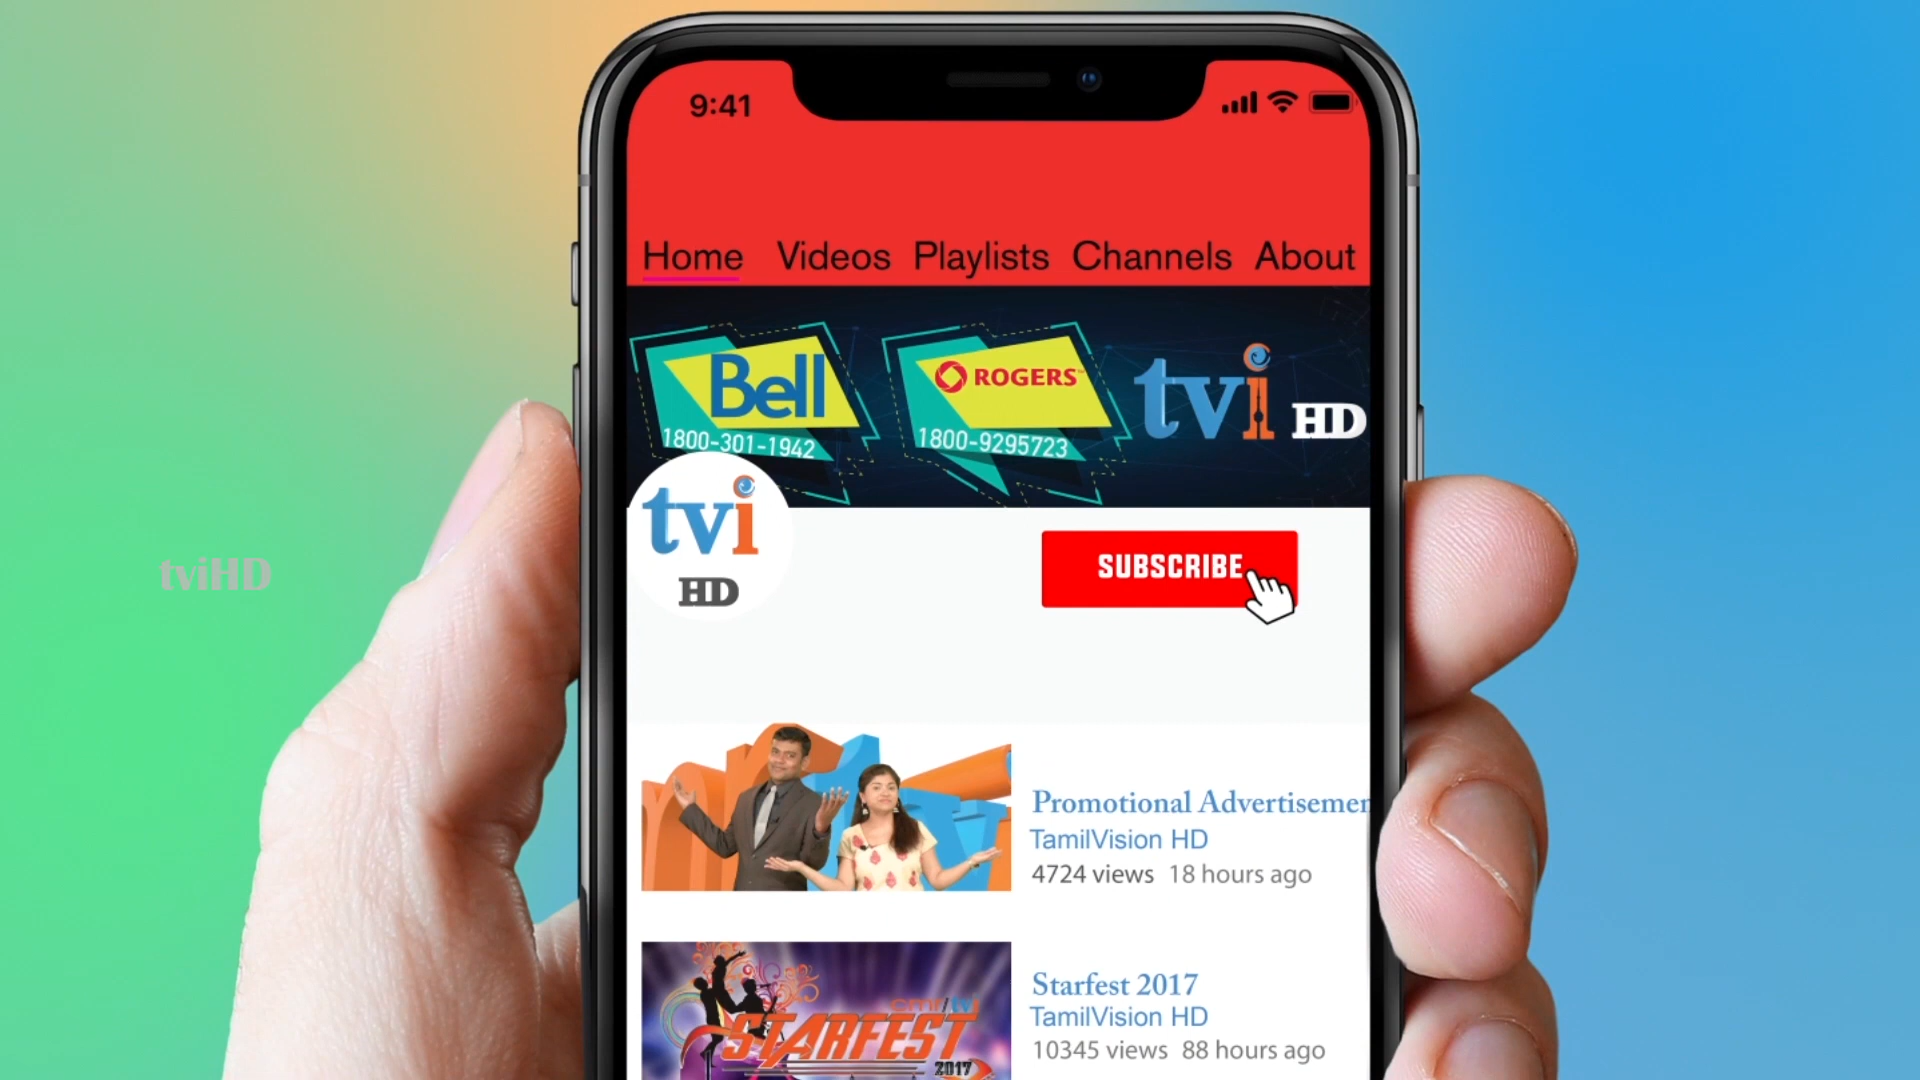 9:41
Home Videos Playlists Channels About
Bell
1800-301-1942
ROGERS
1800-9295723
tvi HD
tvi
HD
SUBSCRIBE
tviHD
Promotional Advertisemen
TamilVision HD
4724 views 18 hours ago
cmr/tvi
STARFEST
2017
Starfest 2017
TamilVision HD
10345 views 88 hours ago